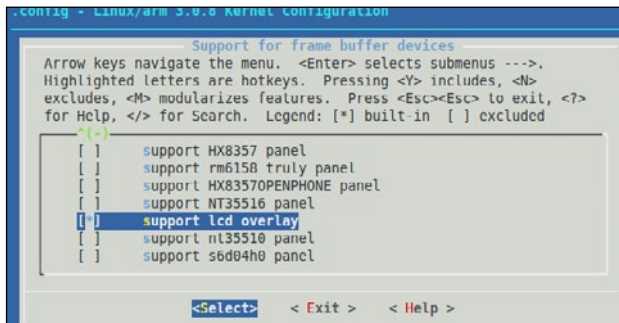 .config - Linux/arm 3.0.8 Kernel Configuration
Support for frame buffer devices
Arrow keys navigate the menu. <Enter> selects submenus --->.
Highlighted letters are hotkeys. Pressing <Y> includes, <N>
excludes, <M> modularizes features. Press <Esc><Esc> to exit, <?>
for Help, </> for Search. Legend: [*] built-in [ ] excluded
^(-)
[ ] support HX8357 panel
[ ] support rm6158 truly panel
[ ] support HX8357OPENPHONE panel
[ ] support NT35516 panel
[*] support lcd overlay
[ ] support nt35510 panel
[ ] support s6d04h0 panel
<Select> < Exit > < Help >